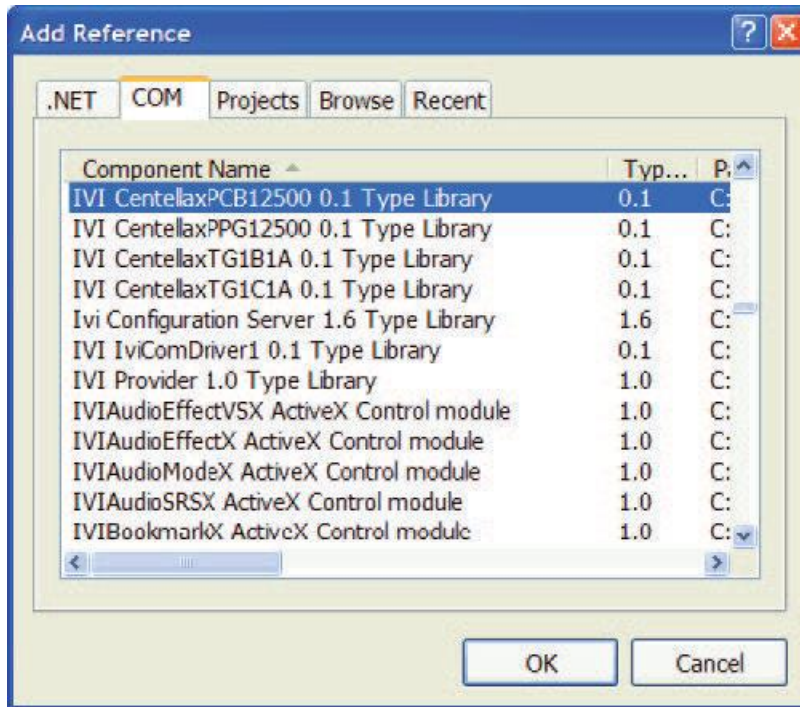 Add Reference
.NET COM Projects Browse Recent
Component Name Typ... P
IVI CentellaxPCB12500 0.1 Type Library 0.1 C:
IVI CentellaxPPG12500 0.1 Type Library 0.1 C:
IVI CentellaxTG1B1A 0.1 Type Library 0.1 C:
IVI CentellaxTG1C1A 0.1 Type Library 0.1 C:
Ivi Configuration Server 1.6 Type Library 1.6 C:
IVI IviComDriver1 0.1 Type Library 0.1 C:
IVI Provider 1.0 Type Library 1.0 C:
IVIAudioEffectVSX ActiveX Control module 1.0 C:
IVIAudioEffectX ActiveX Control module 1.0 C:
IVIAudioModeX ActiveX Control module 1.0 C:
IVIAudioSRSX ActiveX Control module 1.0 C:
IVIBookmarkX ActiveX Control module 1.0 C:
OK Cancel